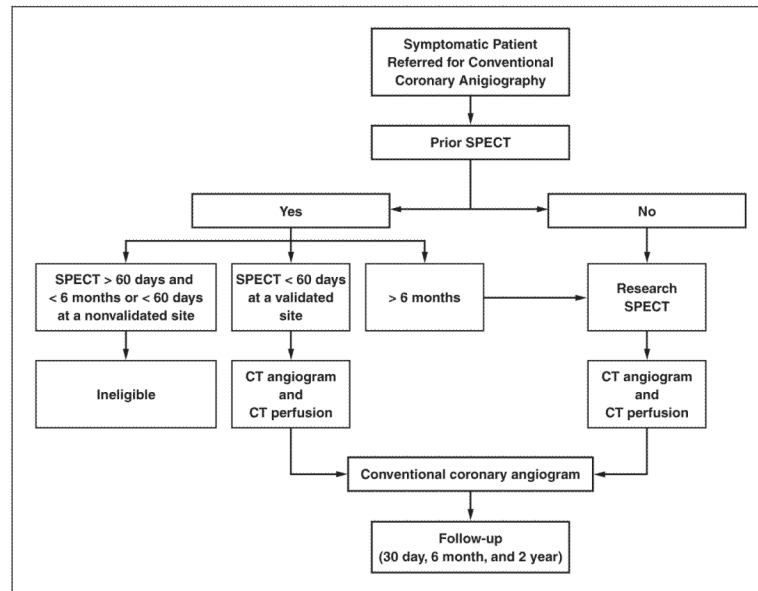 Symptomatic Patient
Referred for Conventional
Coronary Anigiography
Prior SPECT
Yes
No
SPECT > 60 days and
< 6 months or < 60 days
at a nonvalidated site
SPECT < 60 days
at a validated
site
> 6 months
Research
SPECT
Ineligible
CT angiogram
and
CT perfusion
CT angiogram
and
CT perfusion
Conventional coronary angiogram
Follow-up
(30 day, 6 month, and 2 year)